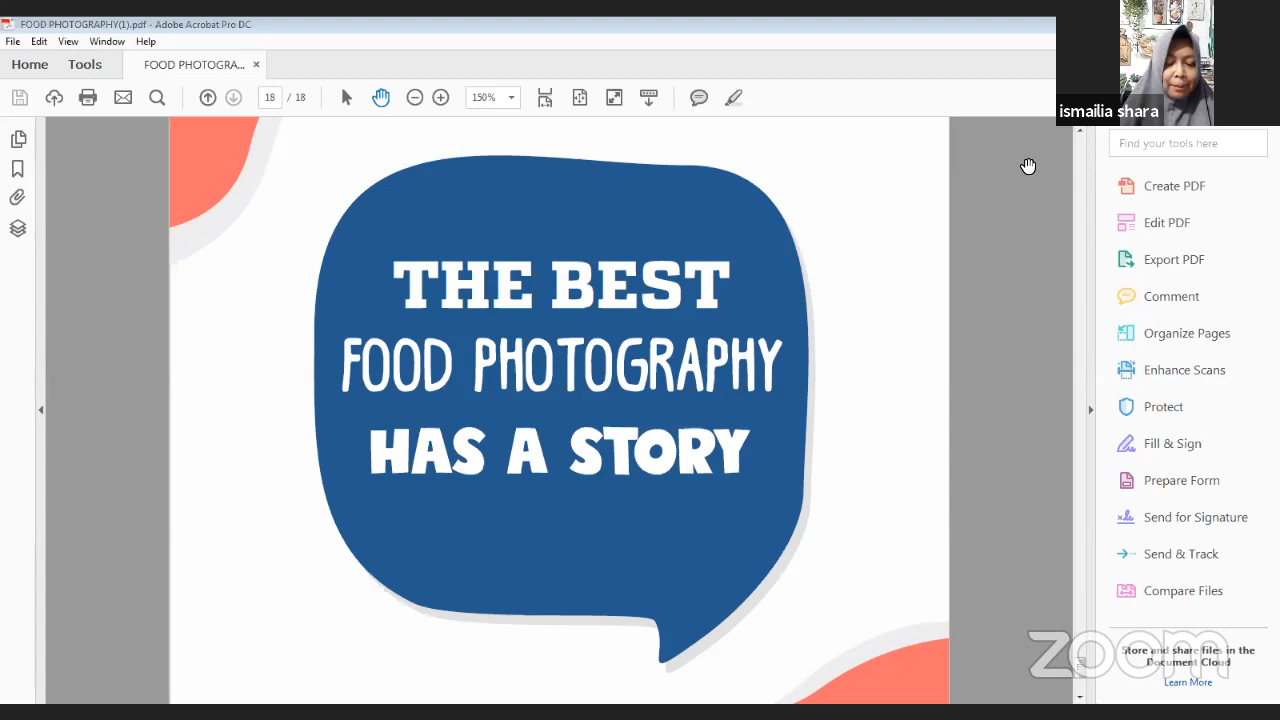 FOOD PHOTOGRAPHY(1).pdf - Adobe Acrobat Pro DC
File Edit View Window Help
Home Tools FOOD PHOTOGRA... ×
18 / 18 150%
ismailia shara
THE BEST
FOOD PHOTOGRAPHY
HAS A STORY
Find your tools here
Create PDF
Edit PDF
Export PDF
Comment
Organize Pages
Enhance Scans
Protect
Fill & Sign
Prepare Form
Send for Signature
Send & Track
Compare Files
Store and share files in the
Document Cloud
Learn More
zoom